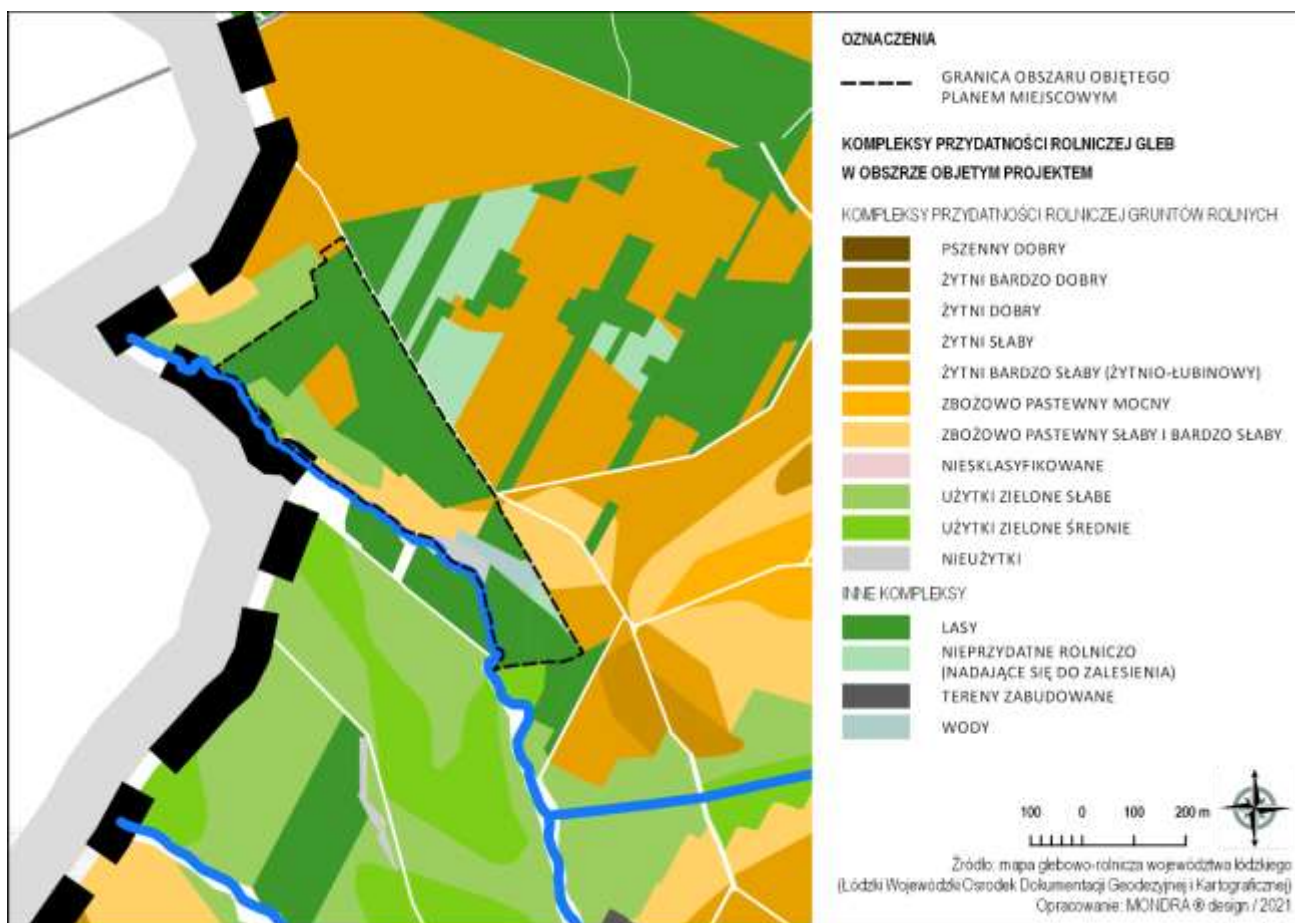 OZNACZENIA
GRANICA OBSZARU OBJĘTEGO
PLANEM MIEJSCOWYM
KOMPLEKSY PRZYDATNOŚCI ROLNICZEJ GLEB
W OBSZRZE OBJETYM PROJEKTEM
KOMPLEKSY PRZYDATNOŚCI ROLNICZEJ GRUNTÓW ROLNYCH
PSZENNY DOBRY
ŻYTNI BARDZO DOBRY
ŻYTNI DOBRY
ŻYTNI SŁABY
ŻYTNI BARDZO SŁABY (ŻYTNIO-ŁUBINOWY)
ZBOŻOWO PASTEWNY MOCNY
ZBOŻOWO PASTEWNY SŁABY I BARDZO SŁABY
NIESKLASYFIKOWANE
UŻYTKI ZIELONE SŁABE
UŻYTKI ZIELONE ŚREDNIE
NIEUŻYTKI
INNE KOMPLEKSY
LASY
NIEPRZYDATNE ROLNICZO
(NADAJĄCE SIĘ DO ZALESIENIA)
TERENY ZABUDOWANE
WODY
100 0 100 200 m
Źródło: mapa glebowo-rolnicza województwa łódzkiego
(Łódzki Wojewódzki Osrodek Dokumentacji Geodezyjnej i Kartograficznej)
Opracowanie: MONDRA ® design / 2021